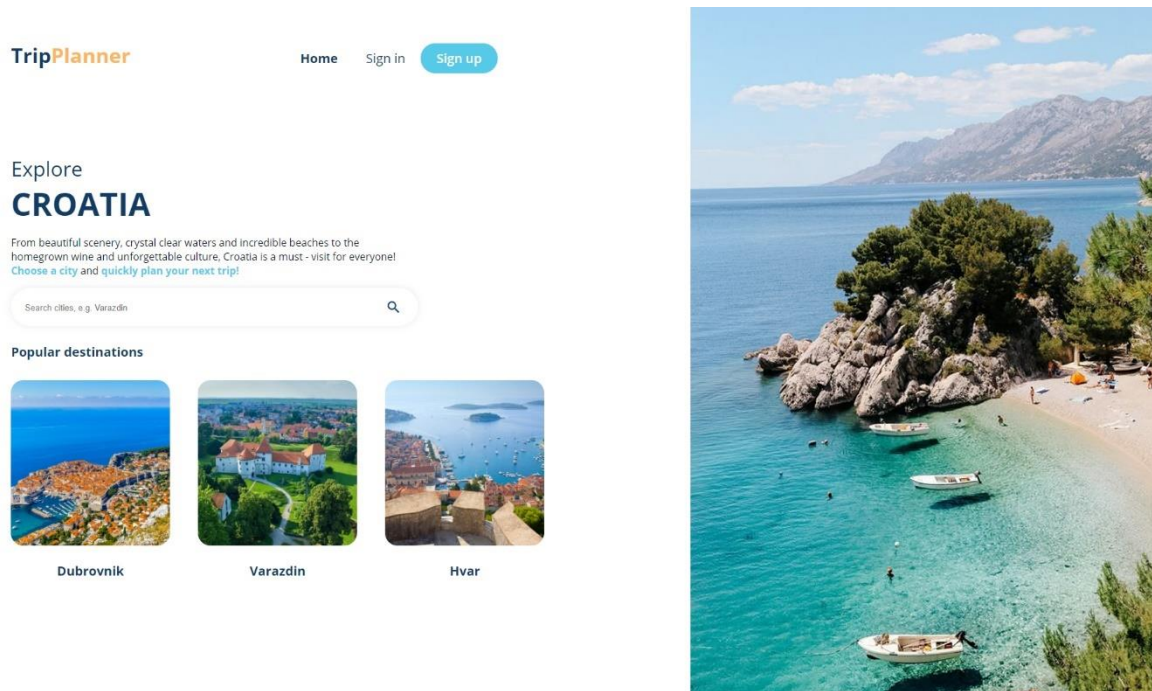 TripPlanner
Home
Sign in
Sign up
Explore
CROATIA
From beautiful scenery, crystal clear waters and incredible beaches to the
homegrown wine and unforgettable culture, Croatia is a must - visit for everyone!
Choose a city and quickly plan your next trip!
Search cities, e.g. Varazdin
Popular destinations
Dubrovnik
Varazdin
Hvar